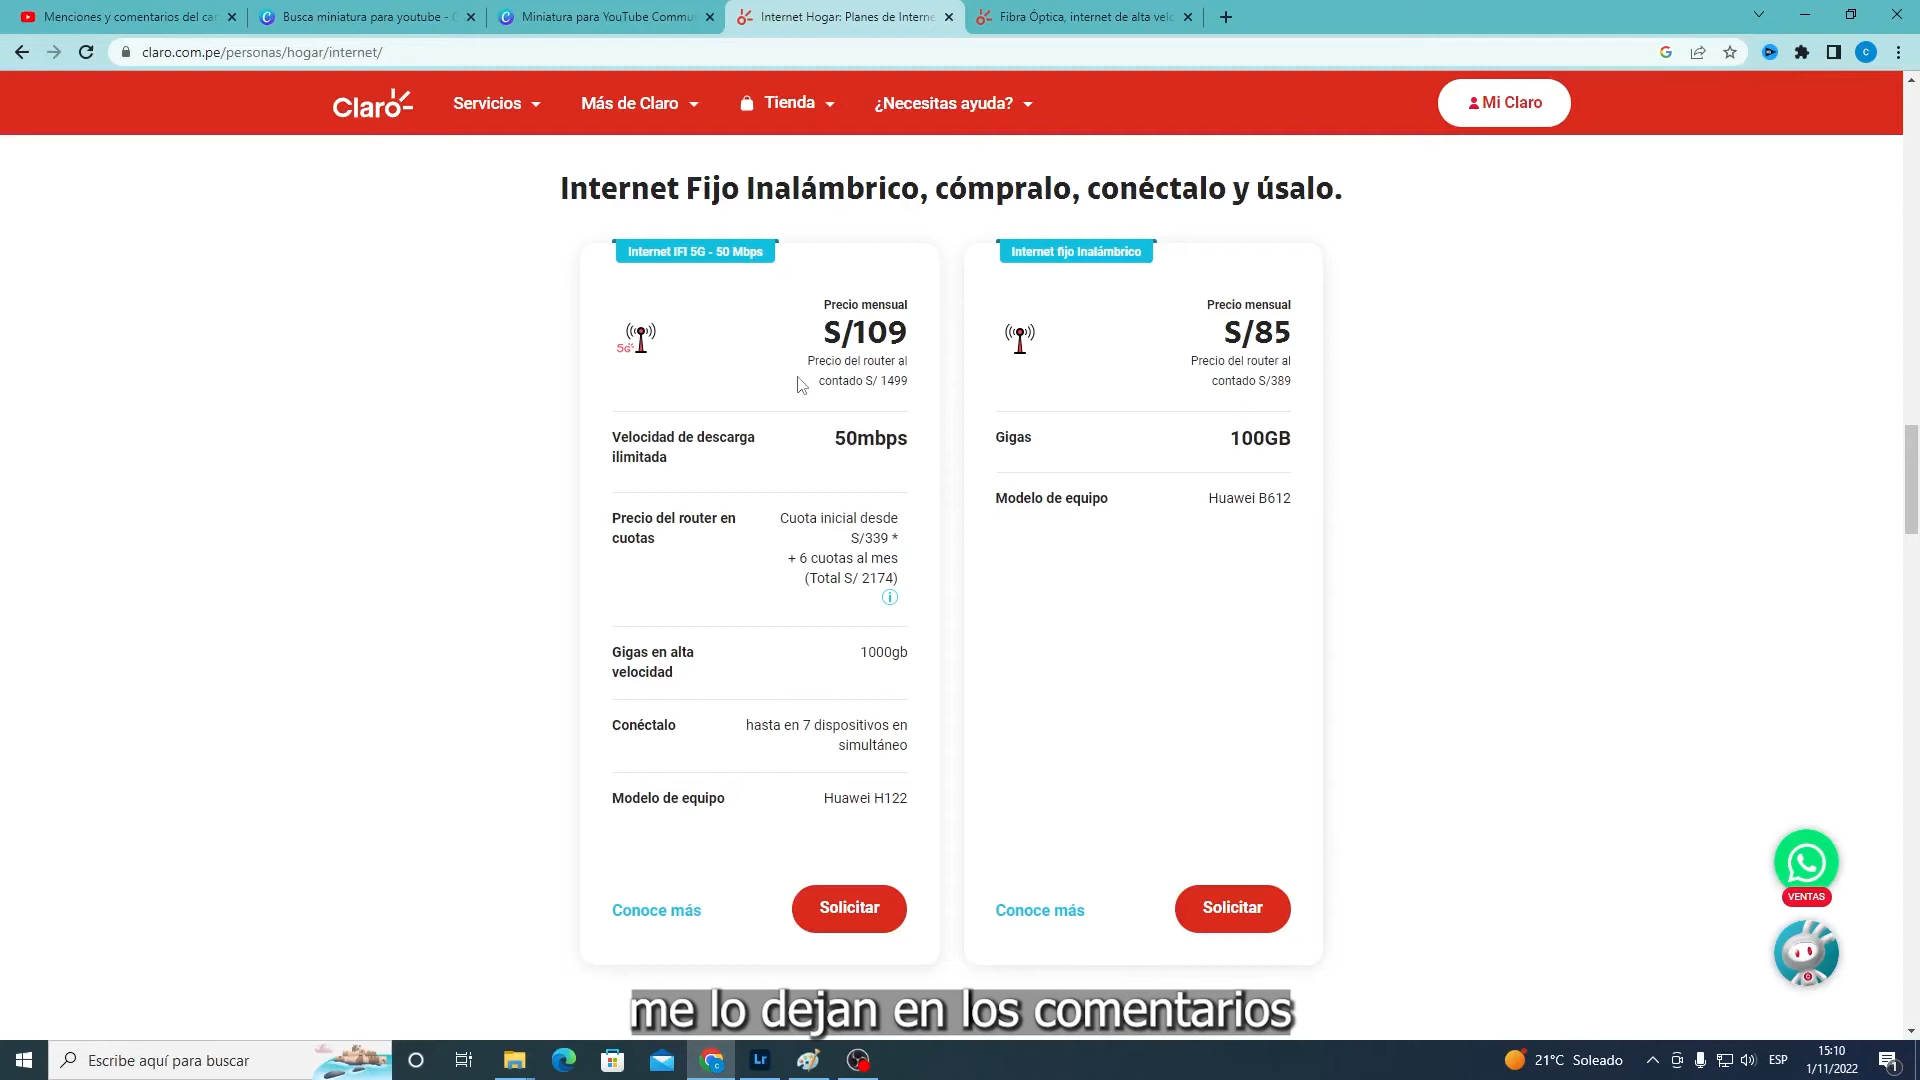 Menciones y comentarios del ca
Busca miniatura para youtube - C
Miniatura para YouTube Commu
Internet Hogar: Planes de Interne
Fibra Óptica, internet de alta velo
claro.com.pe/personas/hogar/internet/
Claro
Servicios
Más de Claro
Tienda
¿Necesitas ayuda?
Mi Claro
Internet Fijo Inalámbrico, cómpralo, conéctalo y úsalo.
Internet IFI 5G - 50 Mbps
5G
Precio mensual
S/109
Precio del router al
contado S/ 1499
Velocidad de descarga
ilimitada
50mbps
Precio del router en
cuotas
Cuota inicial desde
S/339 *
+ 6 cuotas al mes
(Total S/ 2174)
Gigas en alta
velocidad
1000gb
Conéctalo
hasta en 7 dispositivos en
simultáneo
Modelo de equipo
Huawei H122
Conoce más
Solicitar
Internet fijo Inalámbrico
Precio mensual
S/85
Precio del router al
contado S/389
Gigas
100GB
Modelo de equipo
Huawei B612
Conoce más
Solicitar
VENTAS
me lo dejan en los comentarios
Escribe aquí para buscar
Lr
21°C Soleado
ESP
15:10
1/11/2022
1